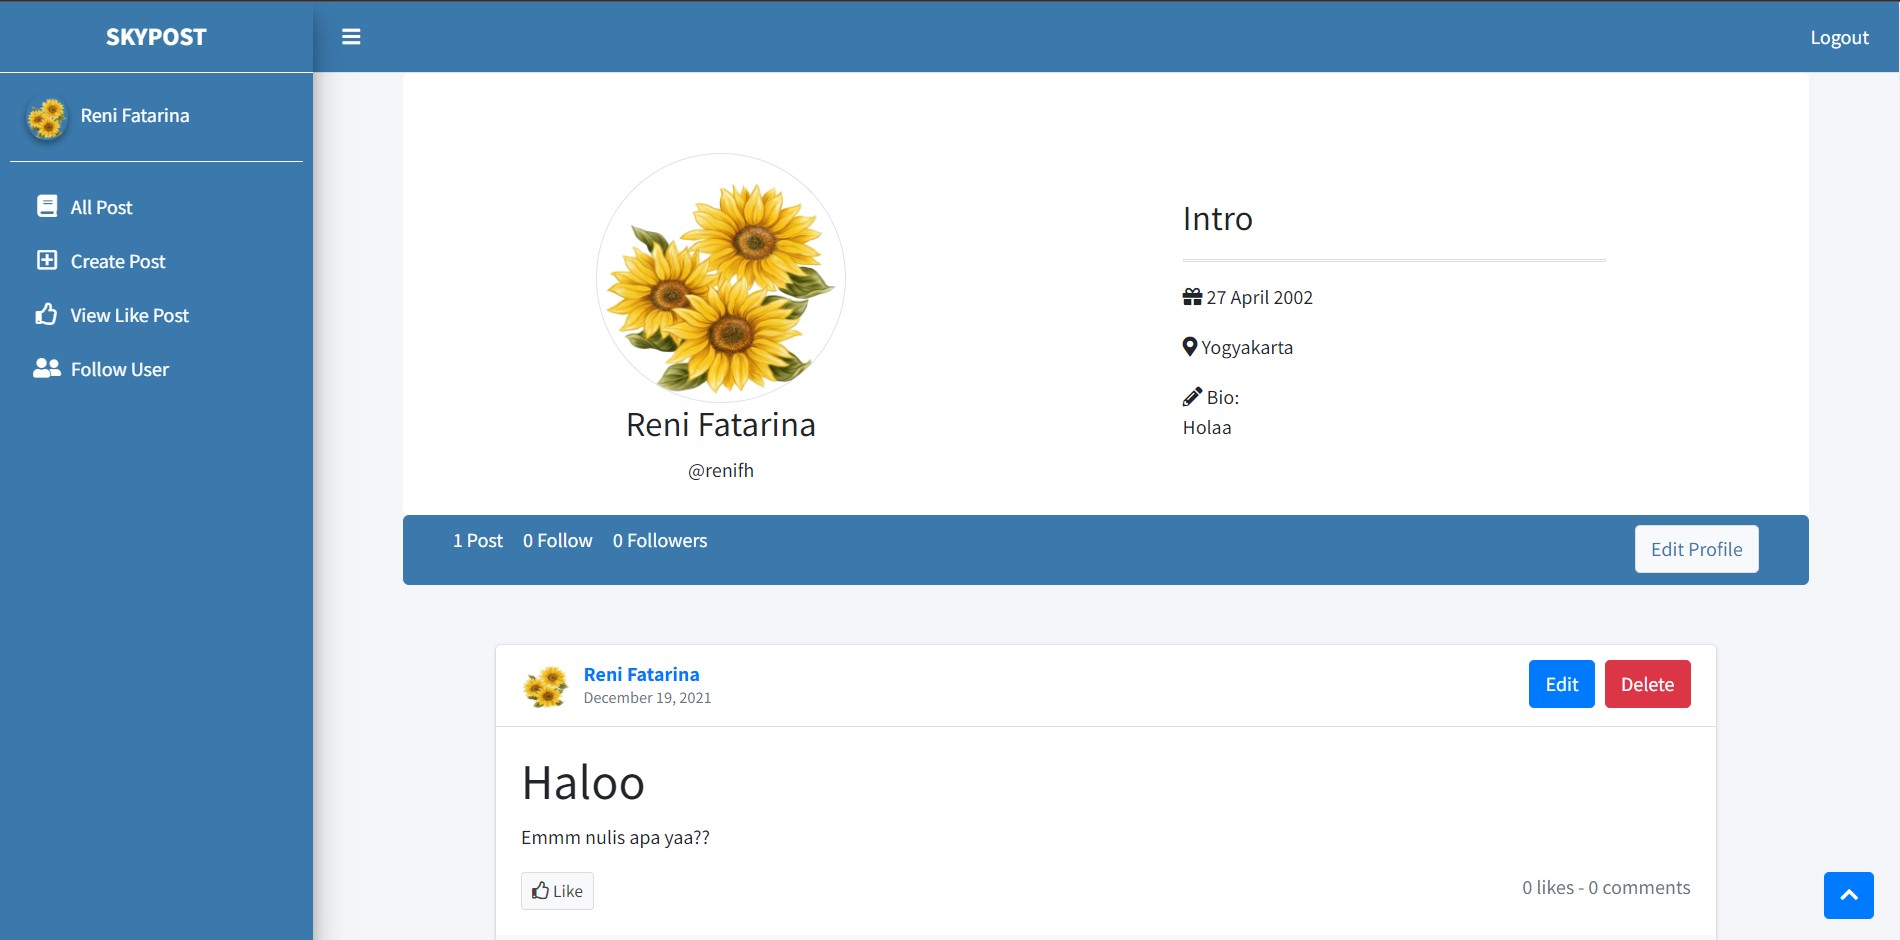 SKYPOST
Logout
Reni Fatarina
All Post
Create Post
View Like Post
Follow User
Reni Fatarina
@renifh
Intro
27 April 2002
Yogyakarta
Bio:
Holaa
1 Post 0 Follow 0 Followers
Edit Profile
Reni Fatarina
December 19, 2021
Edit Delete
Haloo
Emmm nulis apa yaa??
Like
0 likes - 0 comments